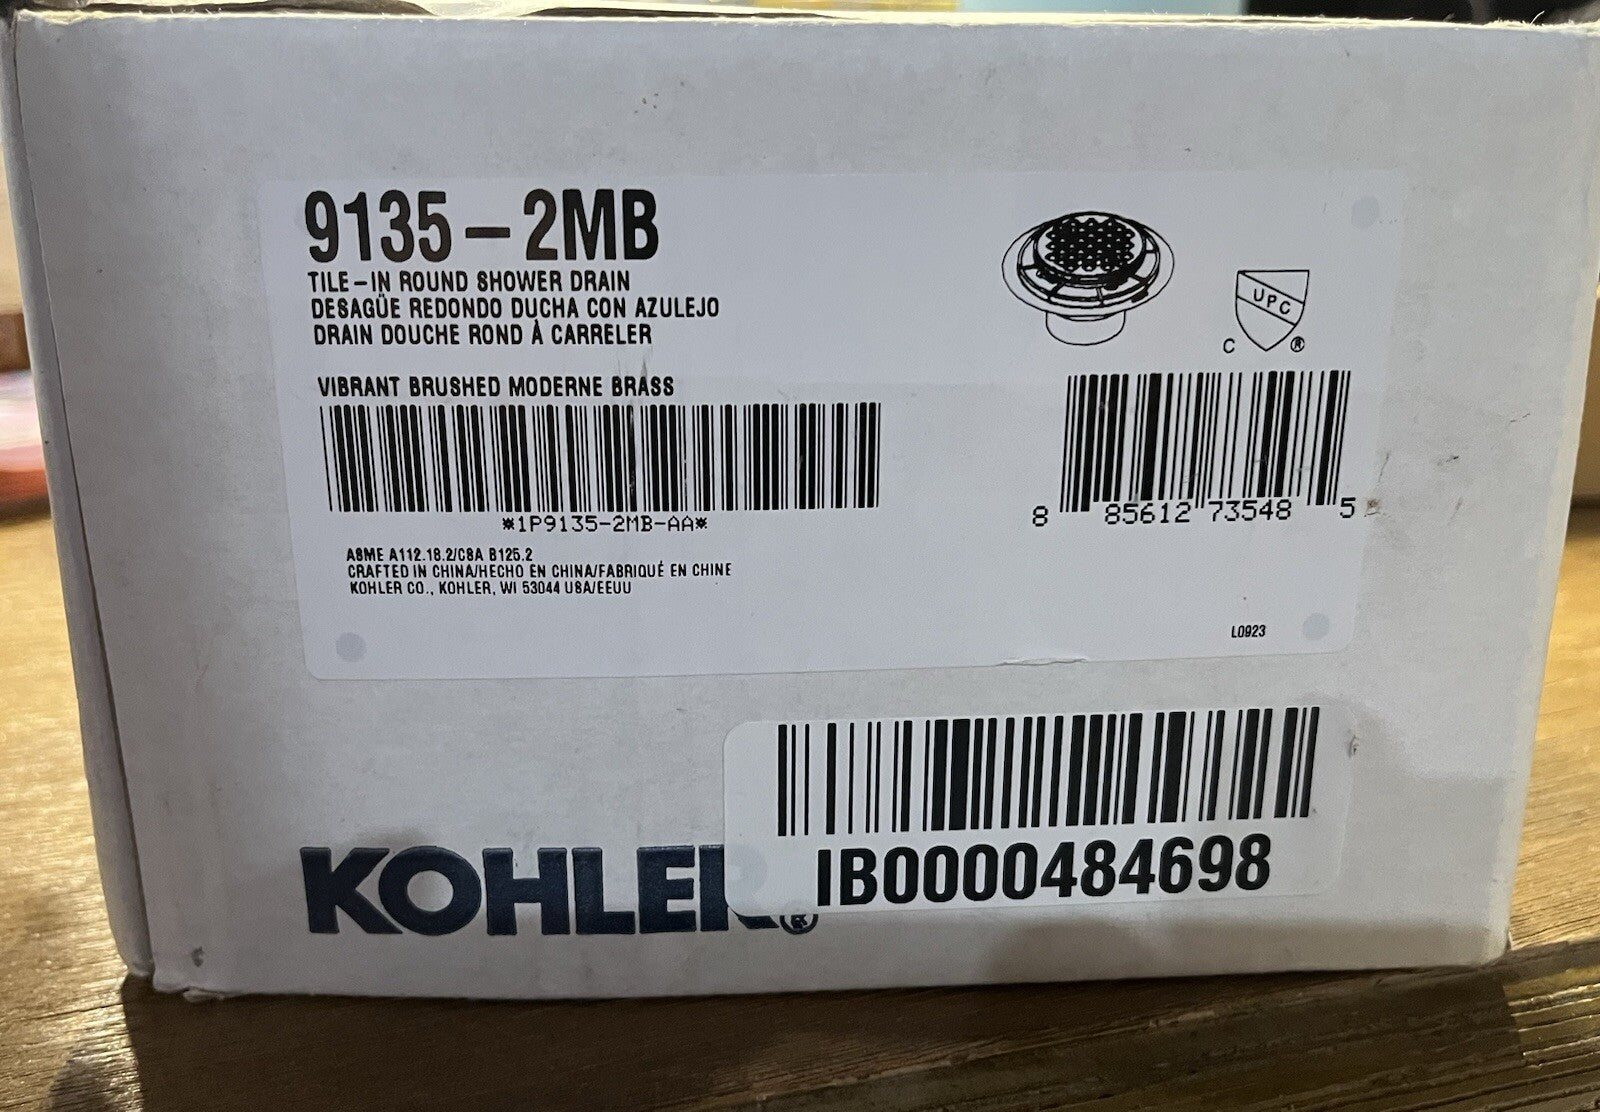 9135-2MB
TILE-IN ROUND SHOWER DRAIN
DESAGÜE REDONDO DUCHA CON AZULEJO
DRAIN DOUCHE ROND À CARRELER
UPC
C ®
VIBRANT BRUSHED MODERNE BRASS
*1P9135-2MB-AA*
8 85612 73548 5
ASME A112.18.2/CSA B125.2
CRAFTED IN CHINA/HECHO EN CHINA/FABRIQUÉ EN CHINE
KOHLER CO., KOHLER, WI 53044 USA/EEUU
L0923
IB0000484698
KOHLER®